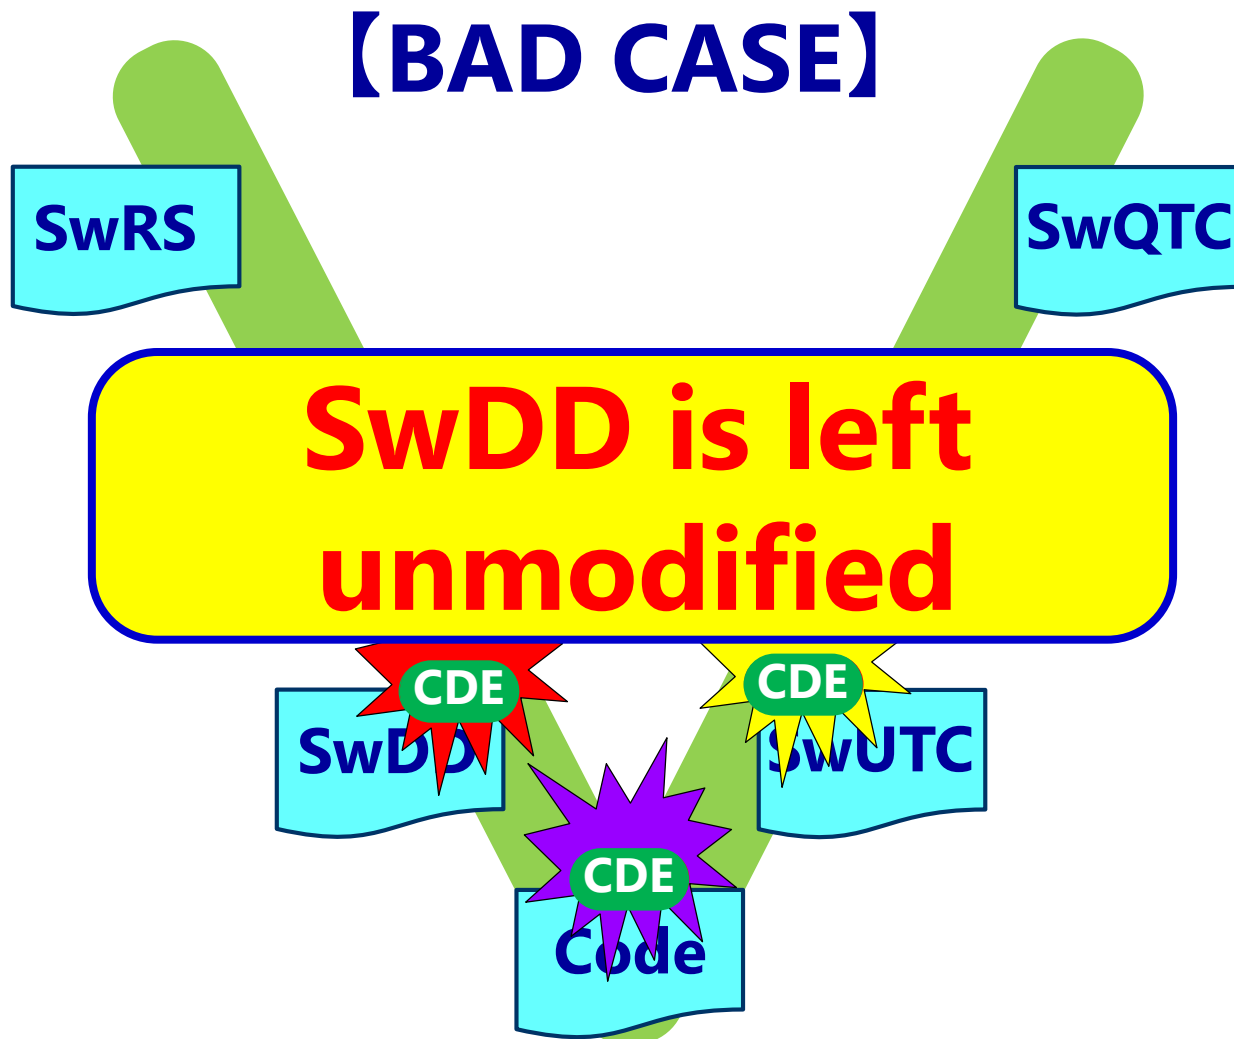 【BAD CASE】
SwRS
SwQTC
SwDD is left
unmodified
CDE
CDE
SwDD
SwUTC
CDE
Code